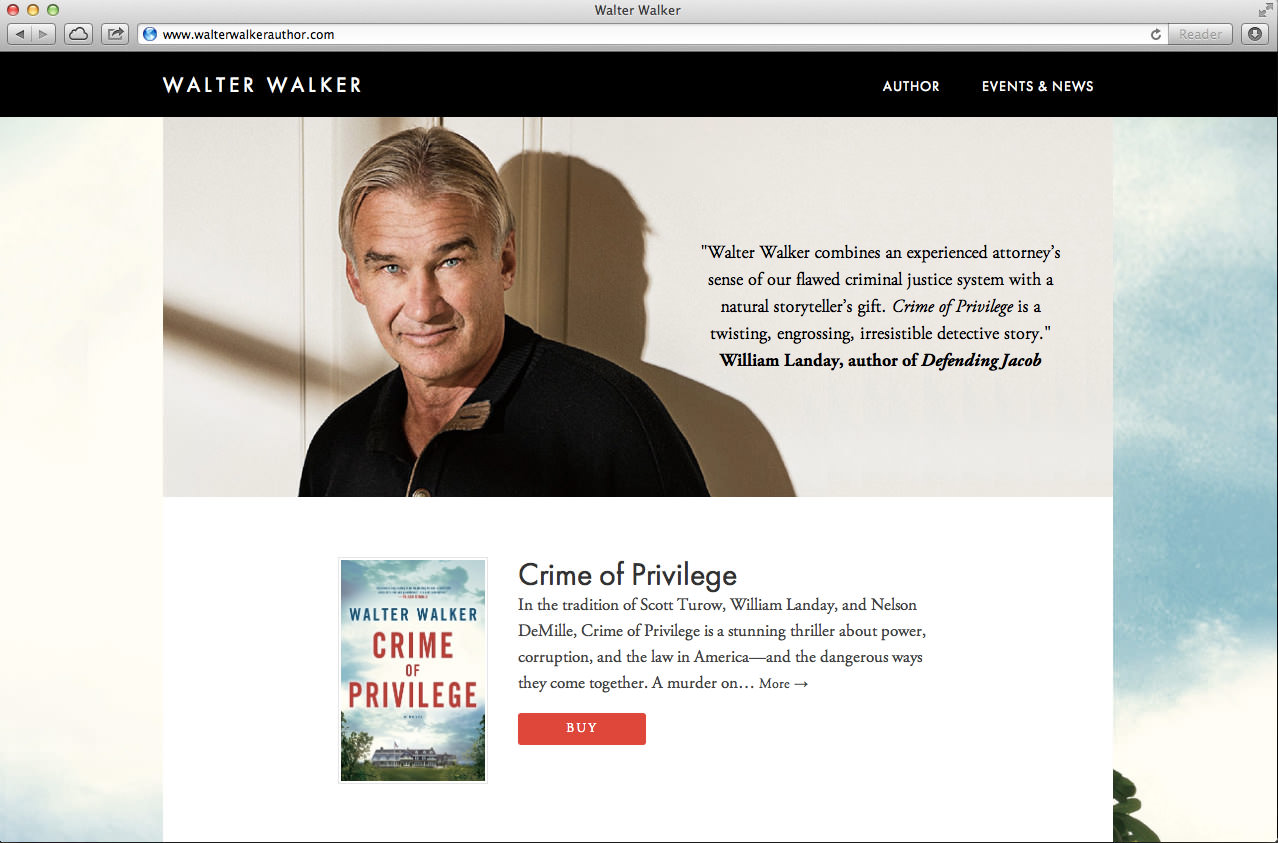 Walter Walker
www.walterwalkerauthor.com
Reader
WALTER WALKER
AUTHOR
EVENTS & NEWS
"Walter Walker combines an experienced attorney’s
sense of our flawed criminal justice system with a
natural storyteller’s gift. Crime of Privilege is a
twisting, engrossing, irresistible detective story."
William Landay, author of Defending Jacob
WALTER WALKER
CRIME
OF
PRIVILEGE
A NOVEL
Crime of Privilege
In the tradition of Scott Turow, William Landay, and Nelson
DeMille, Crime of Privilege is a stunning thriller about power,
corruption, and the law in America—and the dangerous ways
they come together. A murder on… More →
BUY